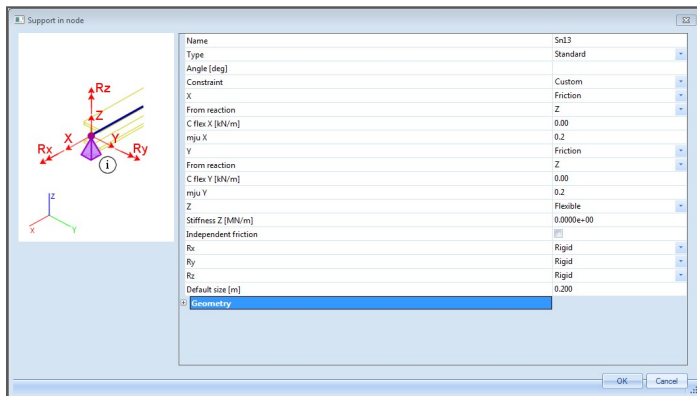 Support in node
Rz
Z
X
Y
Rx
Ry
i
Z
X
Y
Name Sn13
Type Standard
Angle [deg]
Constraint Custom
X Friction
From reaction Z
C flex X [kN/m] 0.00
mju X 0.2
Y Friction
From reaction Z
C flex Y [kN/m] 0.00
mju Y 0.2
Z Flexible
Stiffness Z [MN/m] 0.0000e+00
Independent friction
Rx Rigid
Ry Rigid
Rz Rigid
Default size [m] 0.200
Geometry
OK Cancel